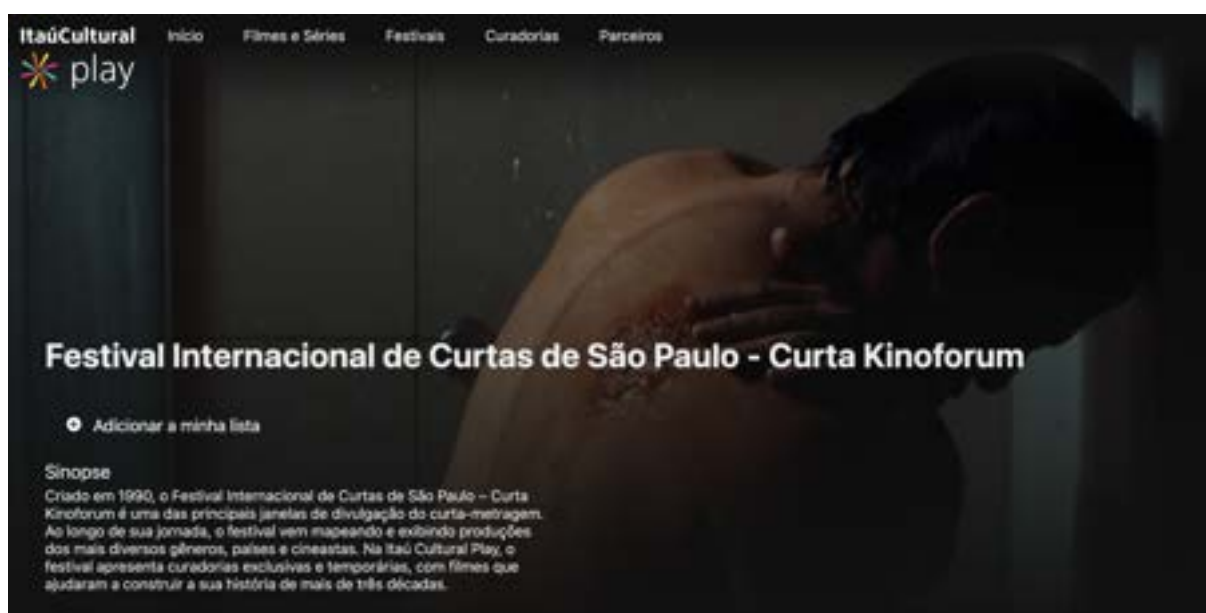 ItaúCultural
play
Início Filmes e Séries Festivais Curadorias Parceiros
Festival Internacional de Curtas de São Paulo - Curta Kinoforum
Adicionar a minha lista
Sinopse
Criado em 1990, o Festival Internacional de Curtas de São Paulo – Curta
Kinoforum é uma das principais janelas de divulgação do curta-metragem.
Ao longo de sua jornada, o festival vem mapeando e exibindo produções
dos mais diversos gêneros, países e cineastas. Na Itaú Cultural Play, o
festival apresenta curadorias exclusivas e temporárias, com filmes que
ajudaram a construir a sua história de mais de três décadas.